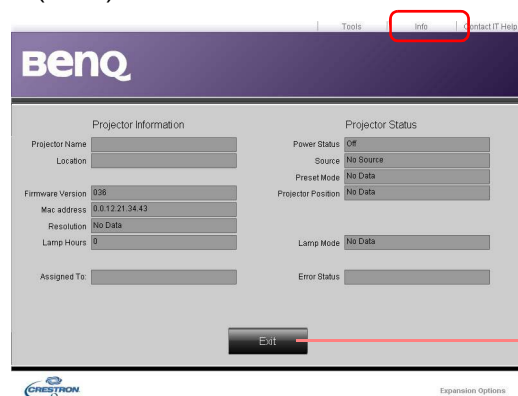 Tools Info Contact IT Help
BenQ
Projector Information Projector Status
Projector Name Power Status Off
Location Source No Source
Preset Mode No Data
Firmware Version 036 Projector Position No Data
Mac address 0.0.12.21.34.43
Resolution No Data
Lamp Hours 0 Lamp Mode No Data
Assigned To: Error Status
Exit
CRESTRON Expansion Options